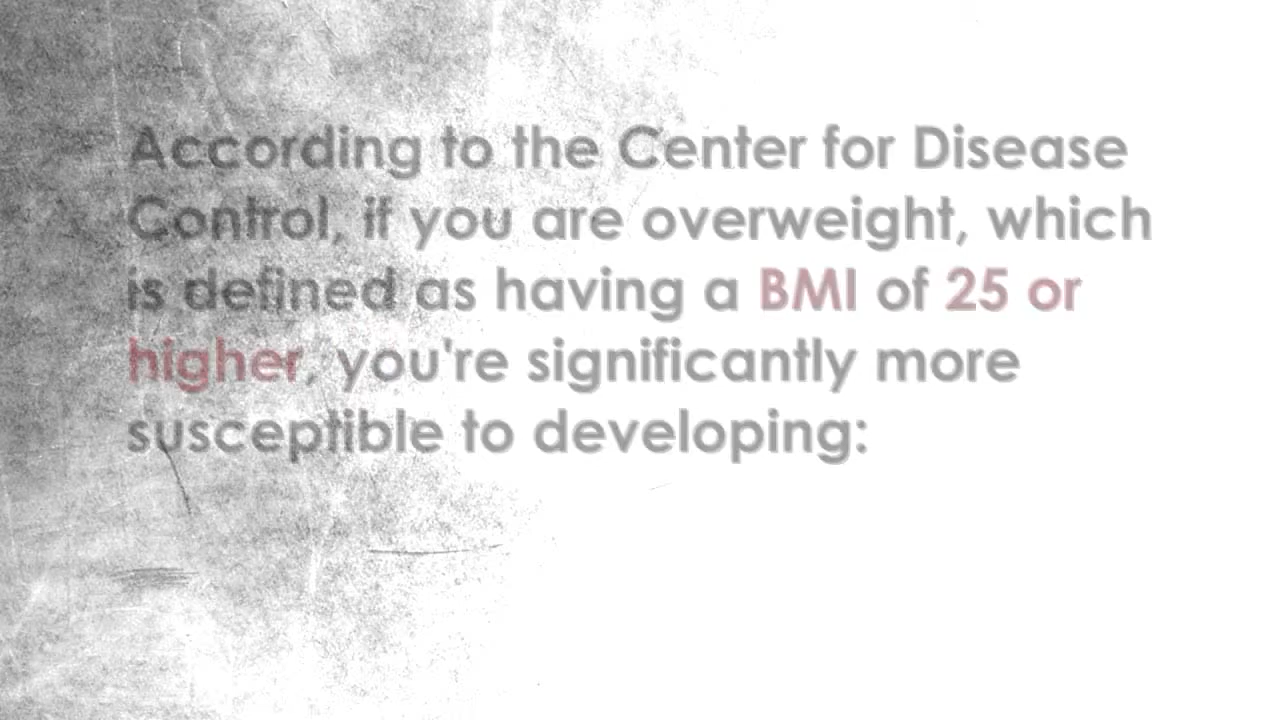 According to the Center for Disease
Control, if you are overweight, which
is defined as having a BMI of 25 or
higher, you're significantly more
susceptible to developing: